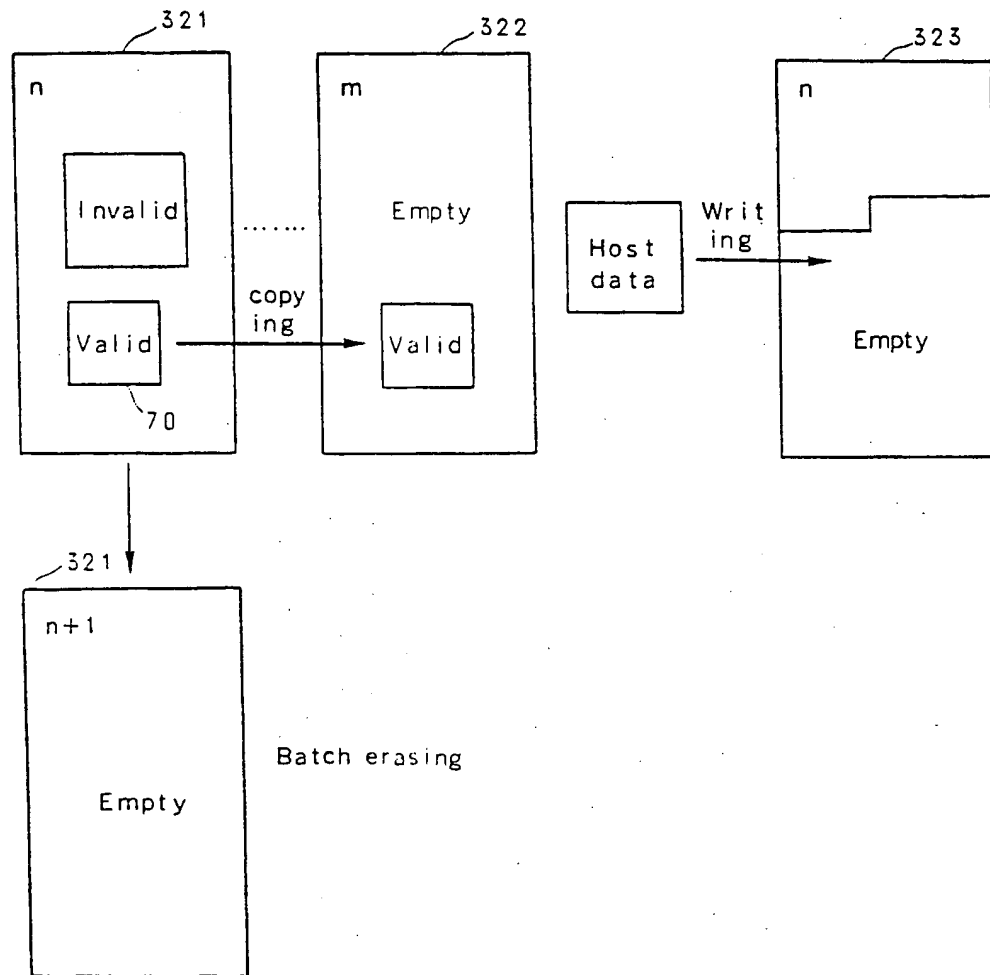 321
322
323
n
m
n
Invalid
.......
Empty
Writ
ing
Host
data
copy
ing
Valid
Valid
Empty
70
321
n+1
Batch erasing
Empty